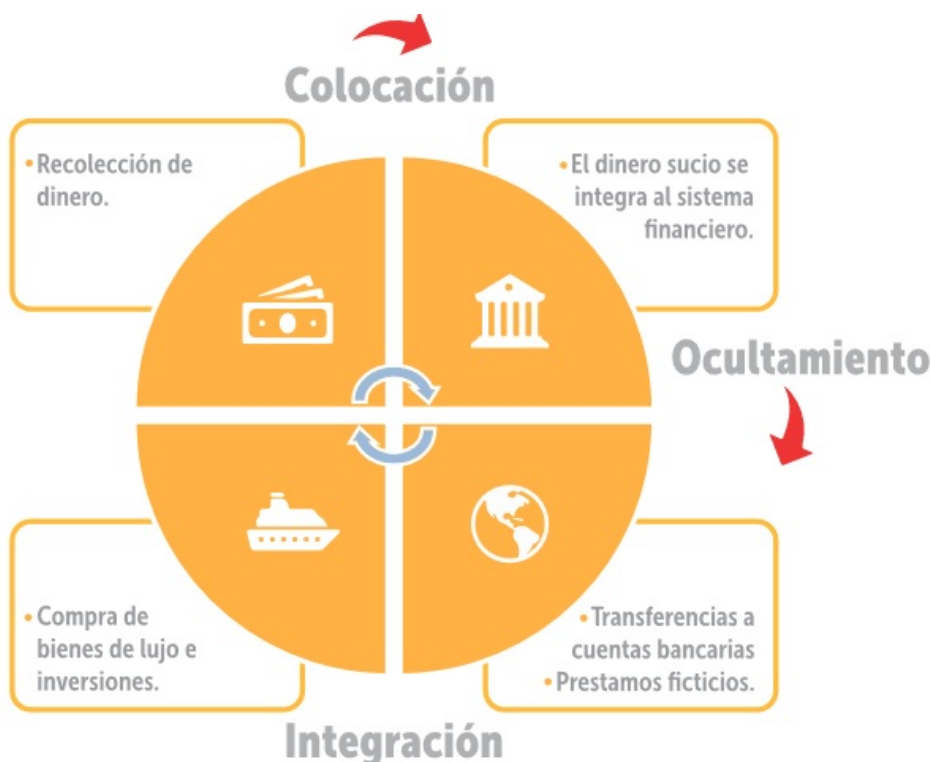 Colocación
• Recolección de
dinero.
• El dinero sucio se
integra al sistema
financiero.
Ocultamiento
• Compra de
bienes de lujo e
inversiones.
• Transferencias a
cuentas bancarias
• Prestamos ficticios.
Integración